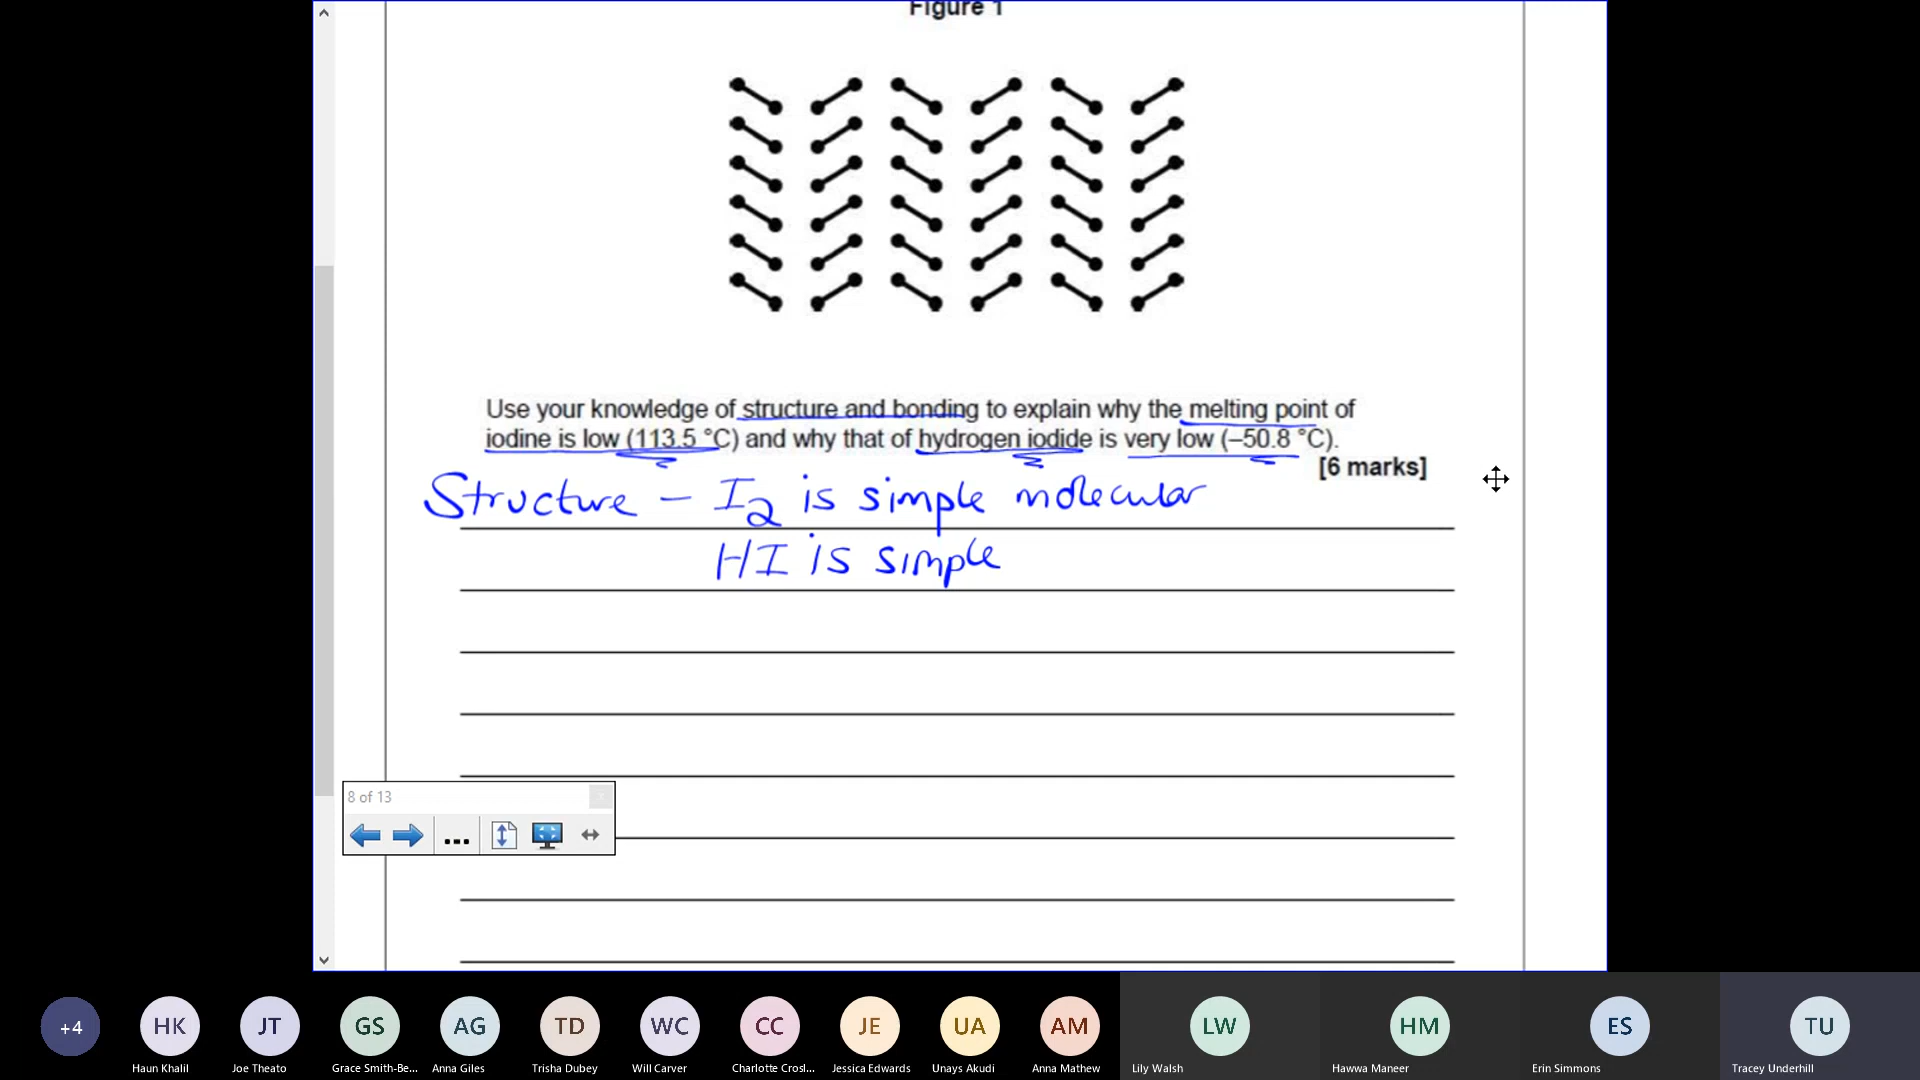 Figure 1
Use your knowledge of structure and bonding to explain why the melting point of
iodine is low (113.5 °C) and why that of hydrogen iodide is very low (–50.8 °C).
[6 marks]
Structure – I2 is simple molecular
HI is simple
8 of 13
...
+4
HK
JT
GS
AG
TD
WC
CC
JE
UA
AM
LW
HM
ES
TU
Haun Khalil
Joe Theato
Grace Smith-Be...
Anna Giles
Trisha Dubey
Will Carver
Charlotte Crosl...
Jessica Edwards
Unays Akudi
Anna Mathew
Lily Walsh
Hawwa Maneer
Erin Simmons
Tracey Underhill